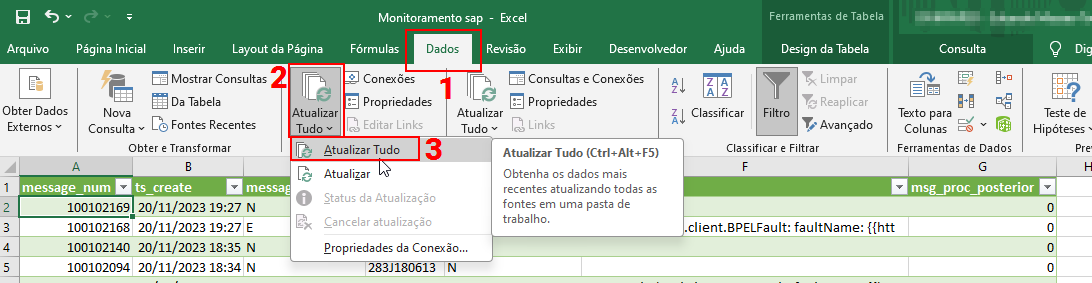 Monitoramento sap - Excel
Ferramentas de Tabela
Arquivo Página Inicial Inserir Layout da Página Fórmulas Dados Revisão Exibir Desenvolvedor Ajuda Design da Tabela Consulta Dig
1
2
Obter Dados
Externos
Nova
Consulta
Mostrar Consultas
Da Tabela
Fontes Recentes
Obter e Transformar
Atualizar
Tudo
Conexões
Propriedades
Editar Links
Atualizar
Tudo
Consultas e Conexões
Propriedades
Links
Classificar
Filtro
Limpar
Reaplicar
Avançado
Classificar e Filtrar
Texto para
Colunas
Teste de
Hipóteses
Previ
Atualizar Tudo
3
Atualizar
Status da Atualização
Cancelar atualização
Propriedades da Conexão...
Atualizar Tudo (Ctrl+Alt+F5)
Obtenha os dados mais
recentes atualizando todas as
fontes em uma pasta de
trabalho.
A B F G H
1 message_num ts_create message msg_proc_posterior
2 100102169 20/11/2023 19:27 N 0
3 100102168 20/11/2023 19:27 E .client.BPELFault: faultName: {{htt 0
4 100102140 20/11/2023 18:35 N 0
5 100102094 20/11/2023 18:34 N 283J180613 N 0